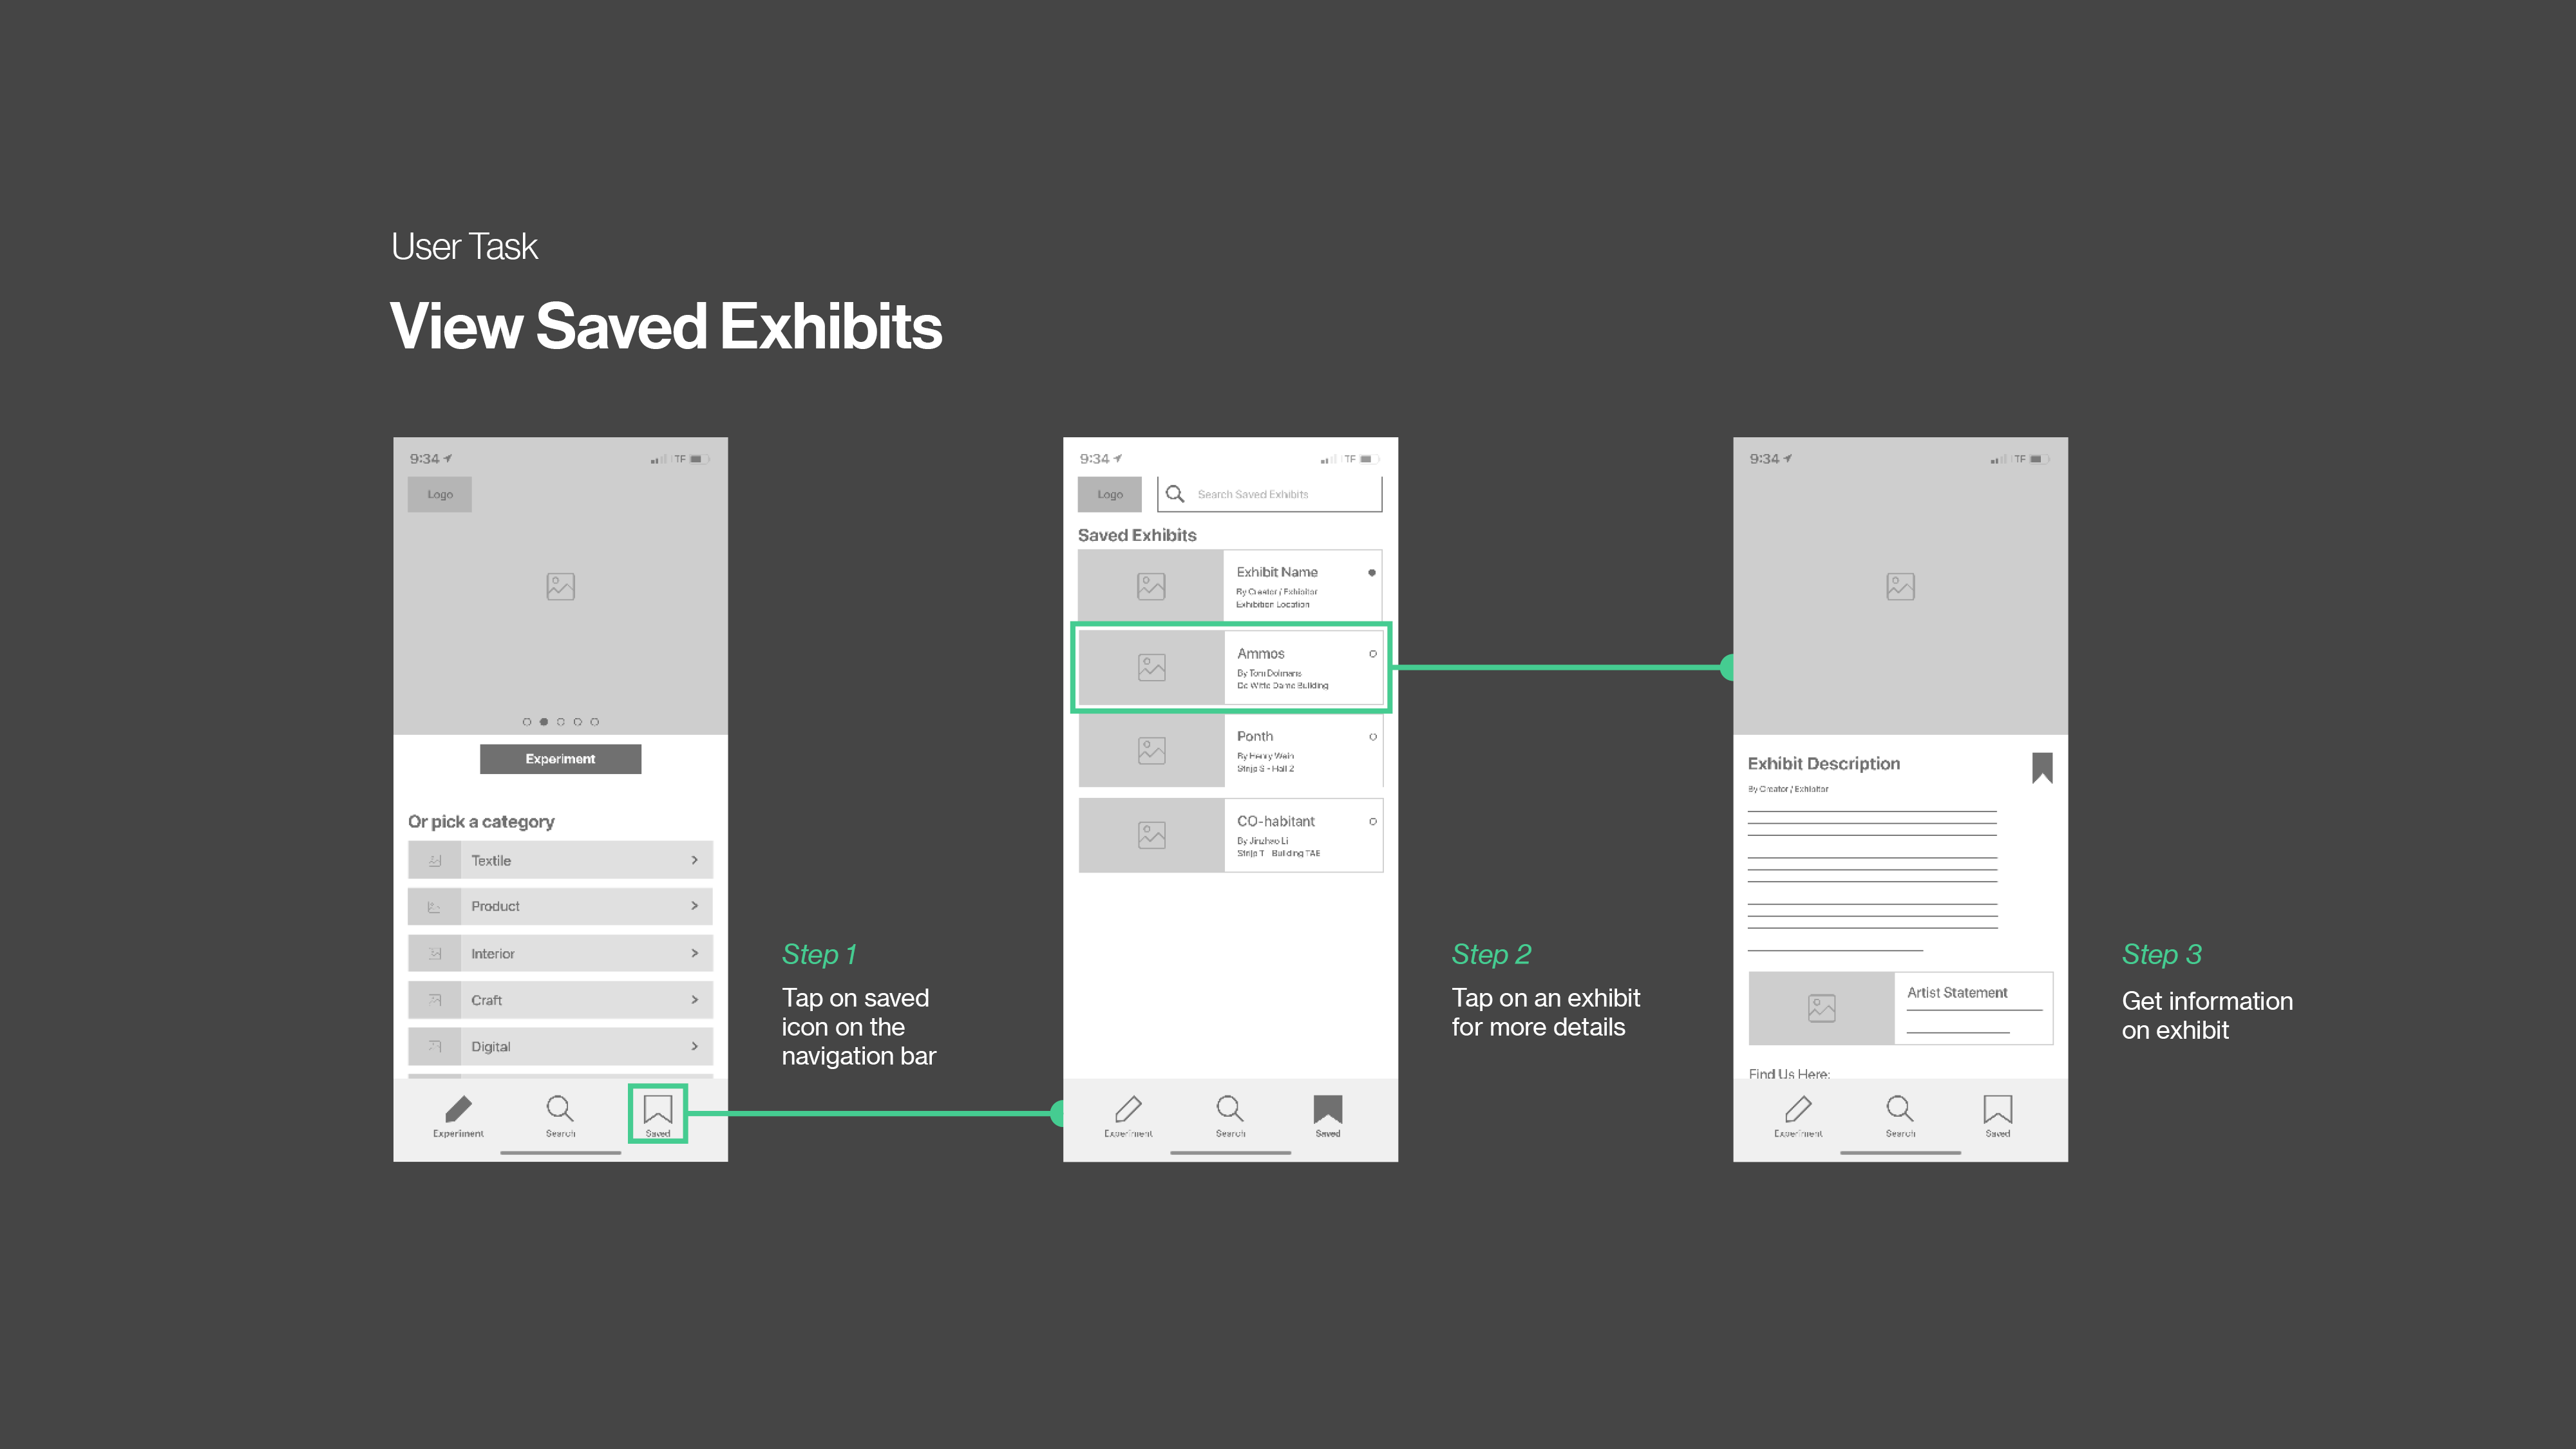 User Task
View Saved Exhibits
9:34
TF
Logo
Experiment
Or pick a category
Textile
Product
Interior
Craft
Digital
Experiment
Search
Saved
Step 1
Tap on saved
icon on the
navigation bar
9:34
TF
Logo
Search Saved Exhibits
Saved Exhibits
Exhibit Name
By Creator / Exhibitor
Exhibition Location
Ammos
By Tom Dolmans
De Witte Dame Building
Ponth
By Henry Wein
Strijp S - Hall 2
CO-habitant
By Jinzhao Li
Strijp T Building TAE
Experiment
Search
Saved
Step 2
Tap on an exhibit
for more details
9:34
TF
Exhibit Description
By Creator / Exhibitor
Artist Statement
Find Us Here:
Experiment
Search
Saved
Step 3
Get information
on exhibit